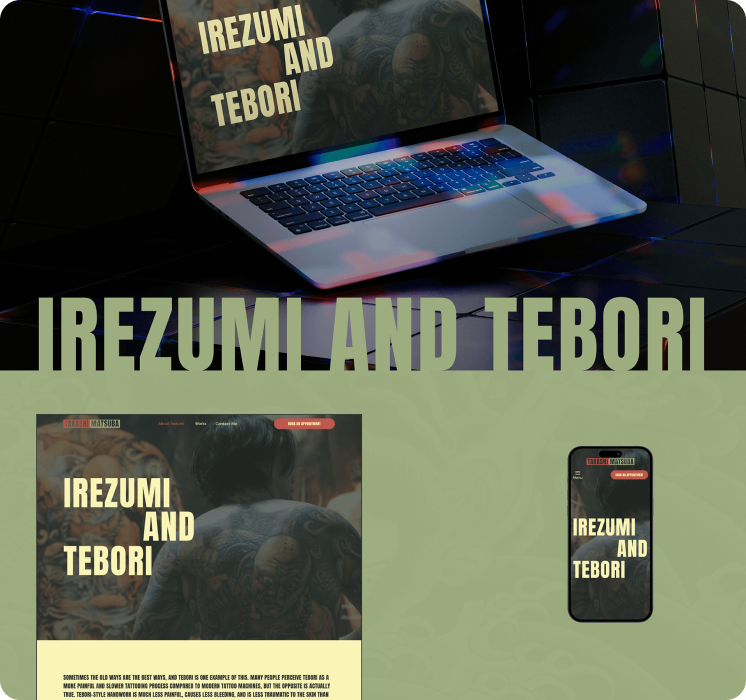 IREZUMI
AND
TEBORI
IREZUMI AND TEBORI
TAKASHI MATSUBA
About Irezumi Works Contact Me
BOOK AN APPOINTMENT
IREZUMI
AND
TEBORI
SOMETIMES THE OLD WAYS ARE THE BEST WAYS, AND TEBORI IS ONE EXAMPLE OF THIS. MANY PEOPLE PERCEIVE TEBORI AS A
MORE PAINFUL AND SLOWER TATTOOING PROCESS COMPARED TO MODERN TATTOO MACHINES, BUT THE OPPOSITE IS ACTUALLY
TRUE. TEBORI-STYLE HANDWORK IS MUCH LESS PAINFUL, CAUSES LESS BLEEDING, AND IS LESS TRAUMATIC TO THE SKIN THAN
TAKASHI MATSUBA
Menu
BOOK AN APPOINTMENT
IREZUMI
AND
TEBORI